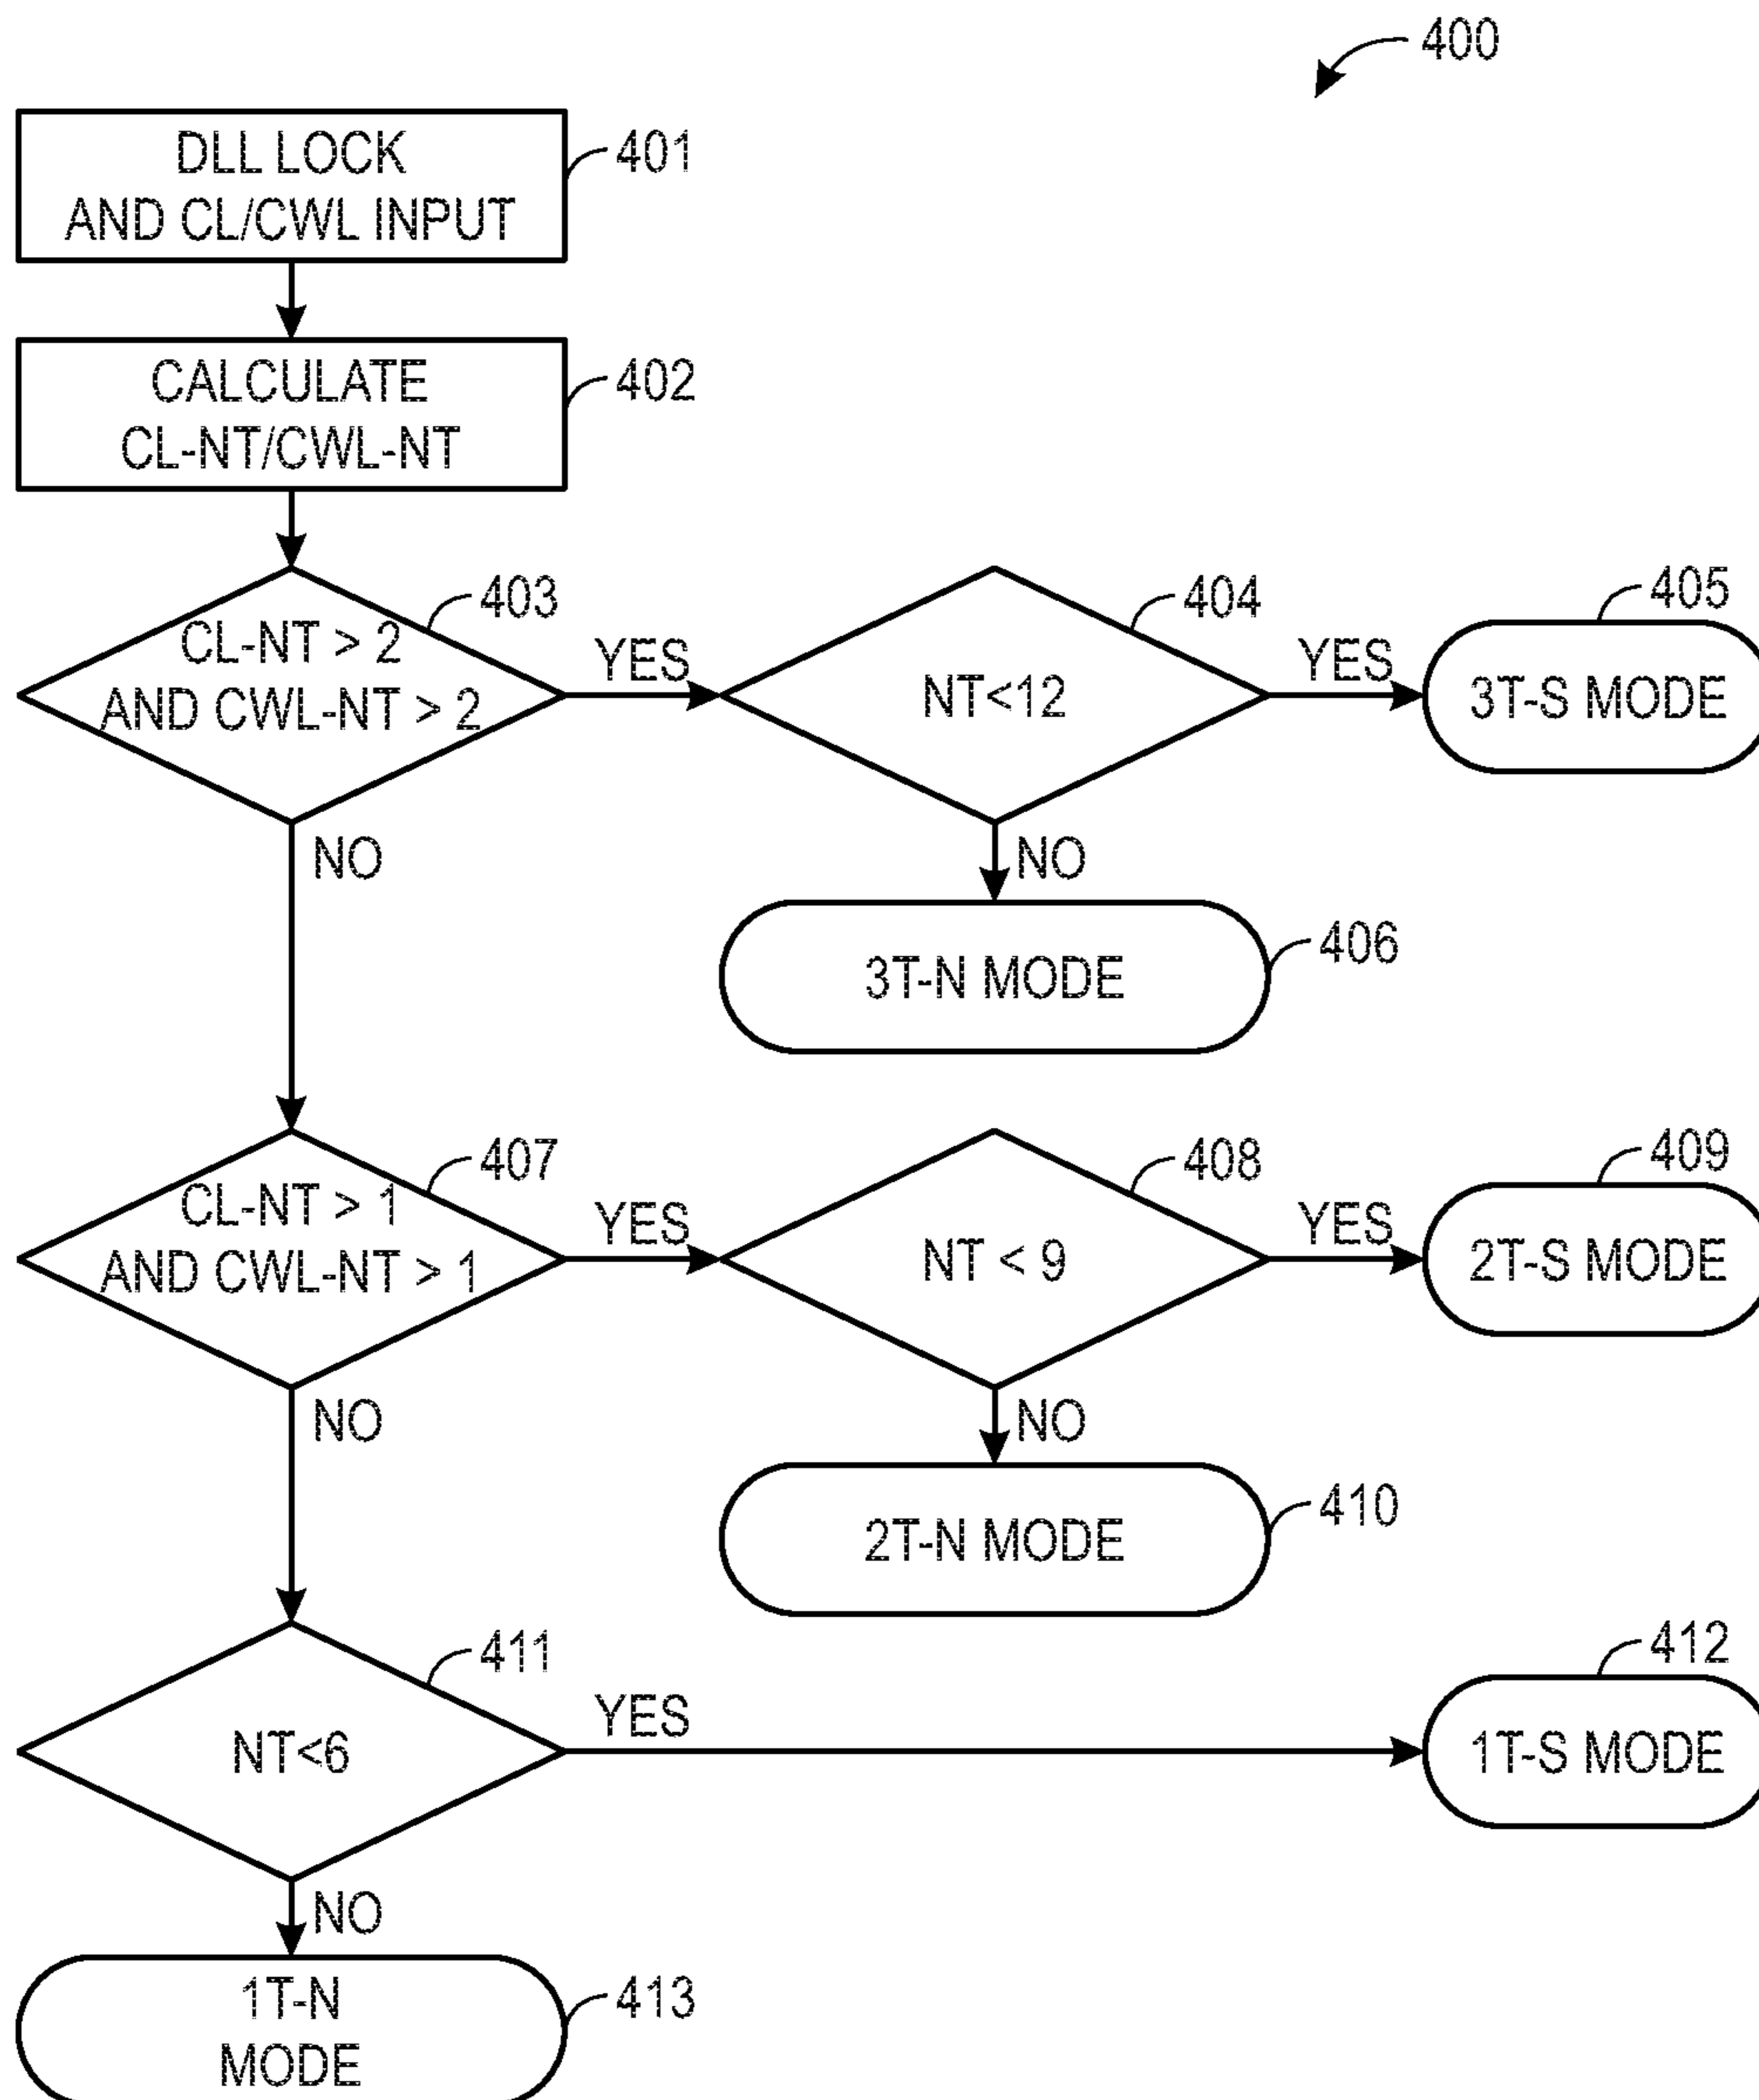 400
DLL LOCK
AND CL/CWL INPUT
401
CALCULATE
CL-NT/CWL-NT
402
CL-NT > 2
AND CWL-NT > 2
403
YES
NT<12
404
YES
3T-S MODE
405
NO
NO
3T-N MODE
406
CL-NT > 1
AND CWL-NT > 1
407
YES
NT < 9
408
YES
2T-S MODE
409
NO
NO
2T-N MODE
410
NT<6
411
YES
1T-S MODE
412
NO
1T-N
MODE
413